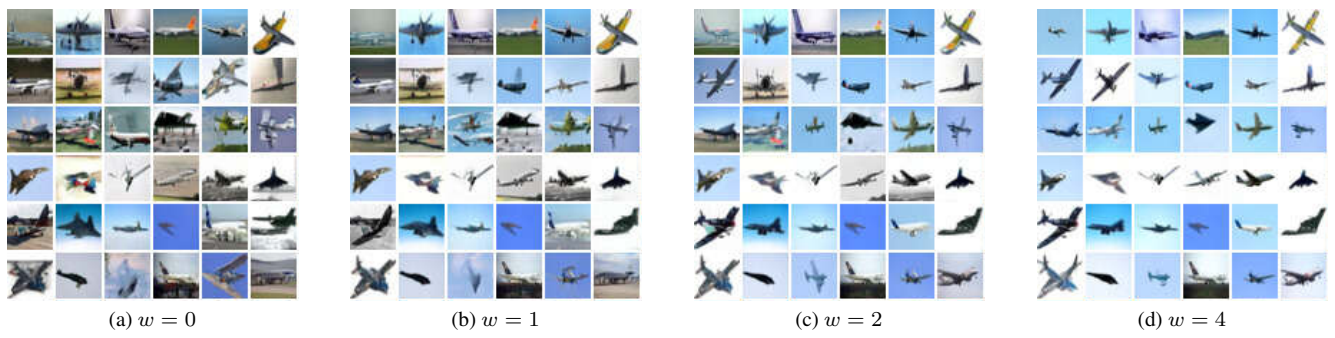 (a) w = 0
(b) w = 1
(c) w = 2
(d) w = 4